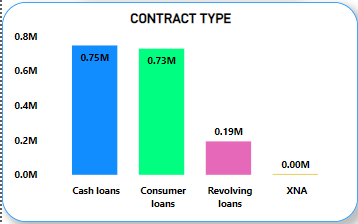 CONTRACT TYPE
0.8M
0.6M
0.4M
0.2M
0.0M
0.75M
0.73M
0.19M
0.00M
Cash loans
Consumer
loans
Revolving
loans
XNA